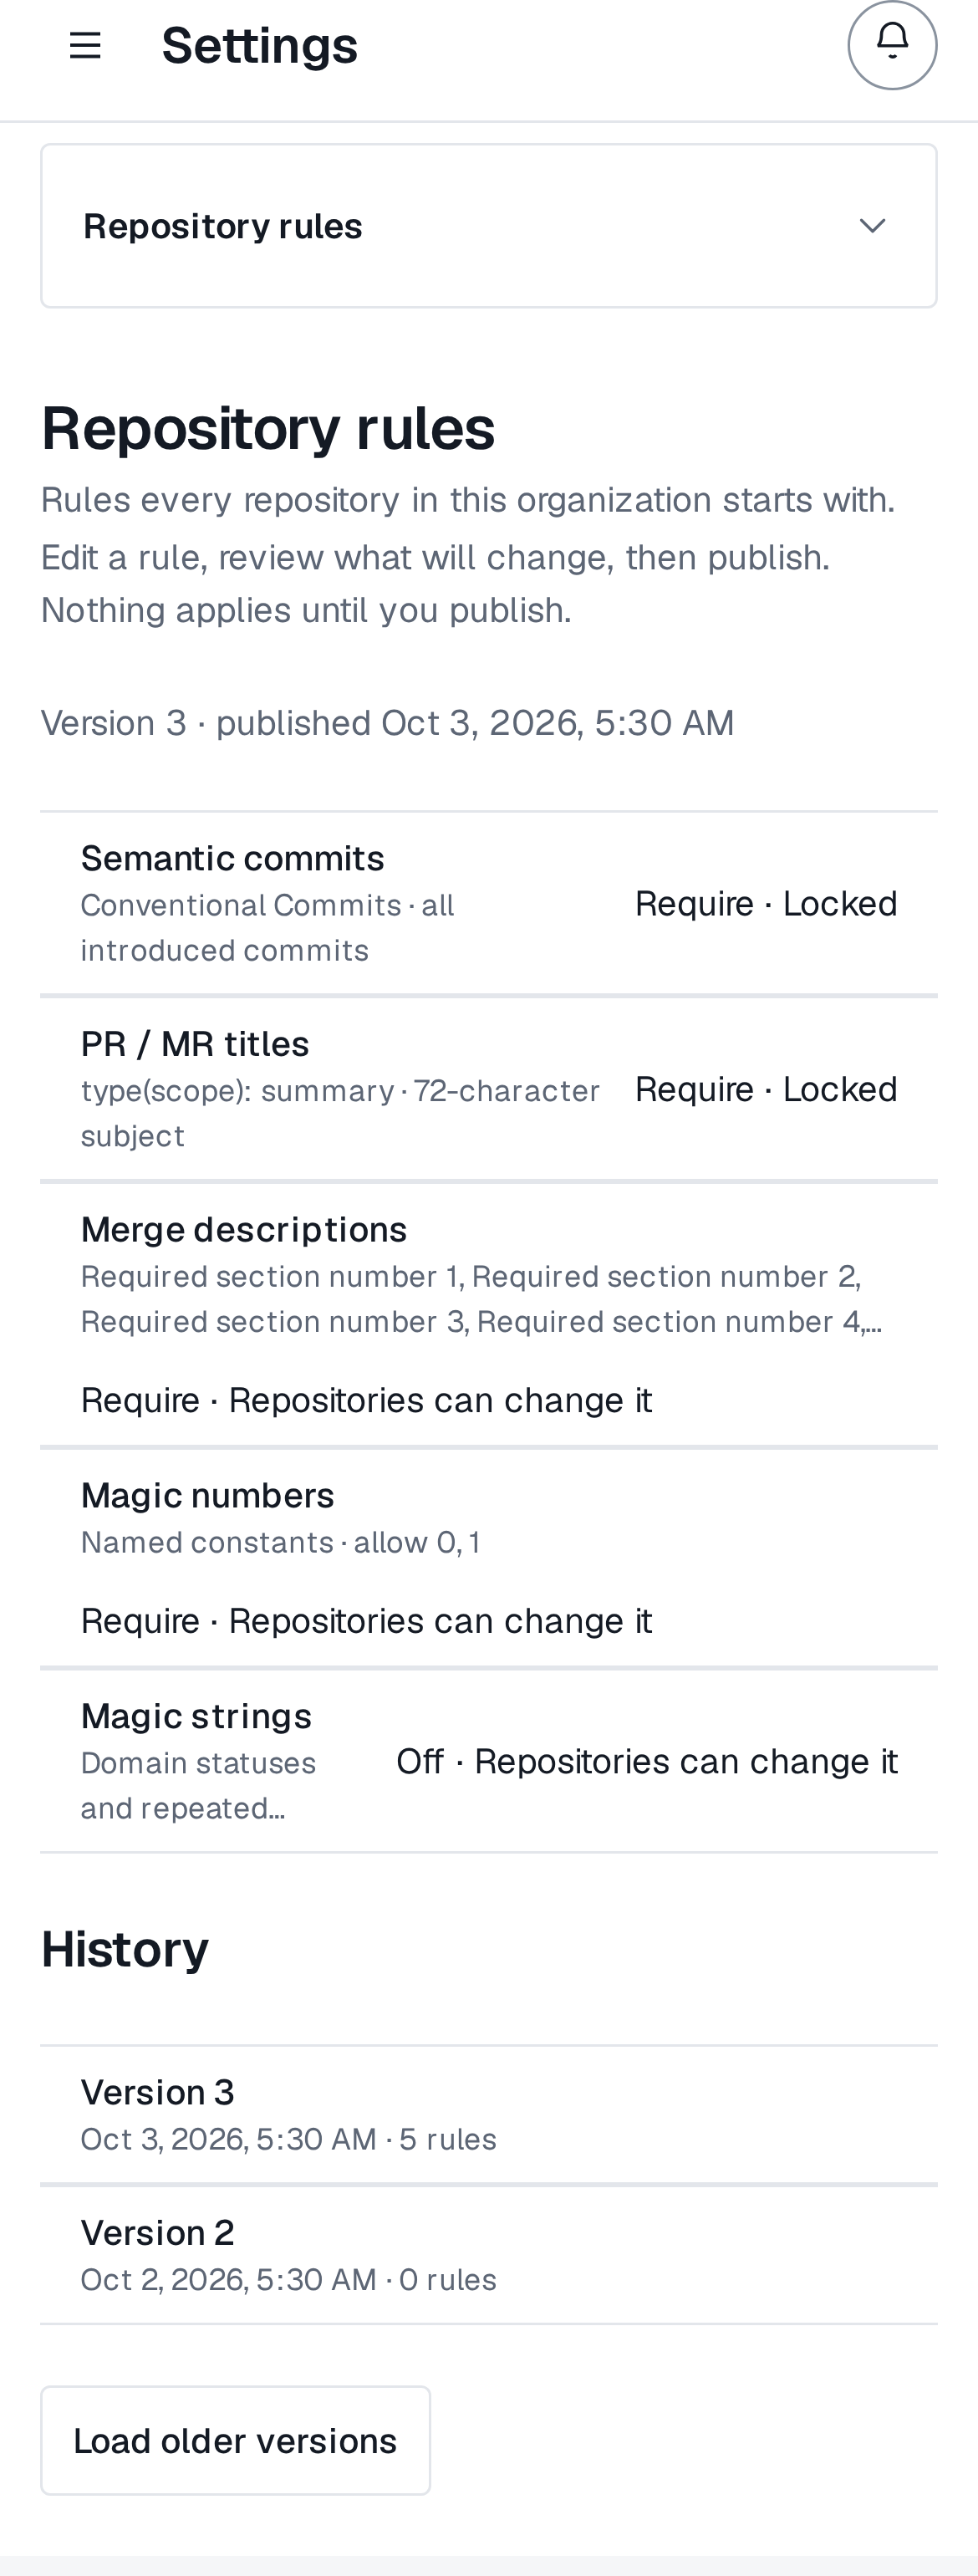 Settings
Repository rules
Repository rules
Rules every repository in this organization starts with.
Edit a rule, review what will change, then publish.
Nothing applies until you publish.
Version 3 · published Oct 3, 2026, 5:30 AM
Semantic commits
Conventional Commits · all
introduced commits
Require · Locked
PR / MR titles
type(scope): summary · 72-character
subject
Require · Locked
Merge descriptions
Required section number 1, Required section number 2,
Required section number 3, Required section number 4,…
Require · Repositories can change it
Magic numbers
Named constants · allow 0, 1
Require · Repositories can change it
Magic strings
Domain statuses
and repeated…
Off · Repositories can change it
History
Version 3
Oct 3, 2026, 5:30 AM · 5 rules
Version 2
Oct 2, 2026, 5:30 AM · 0 rules
Load older versions